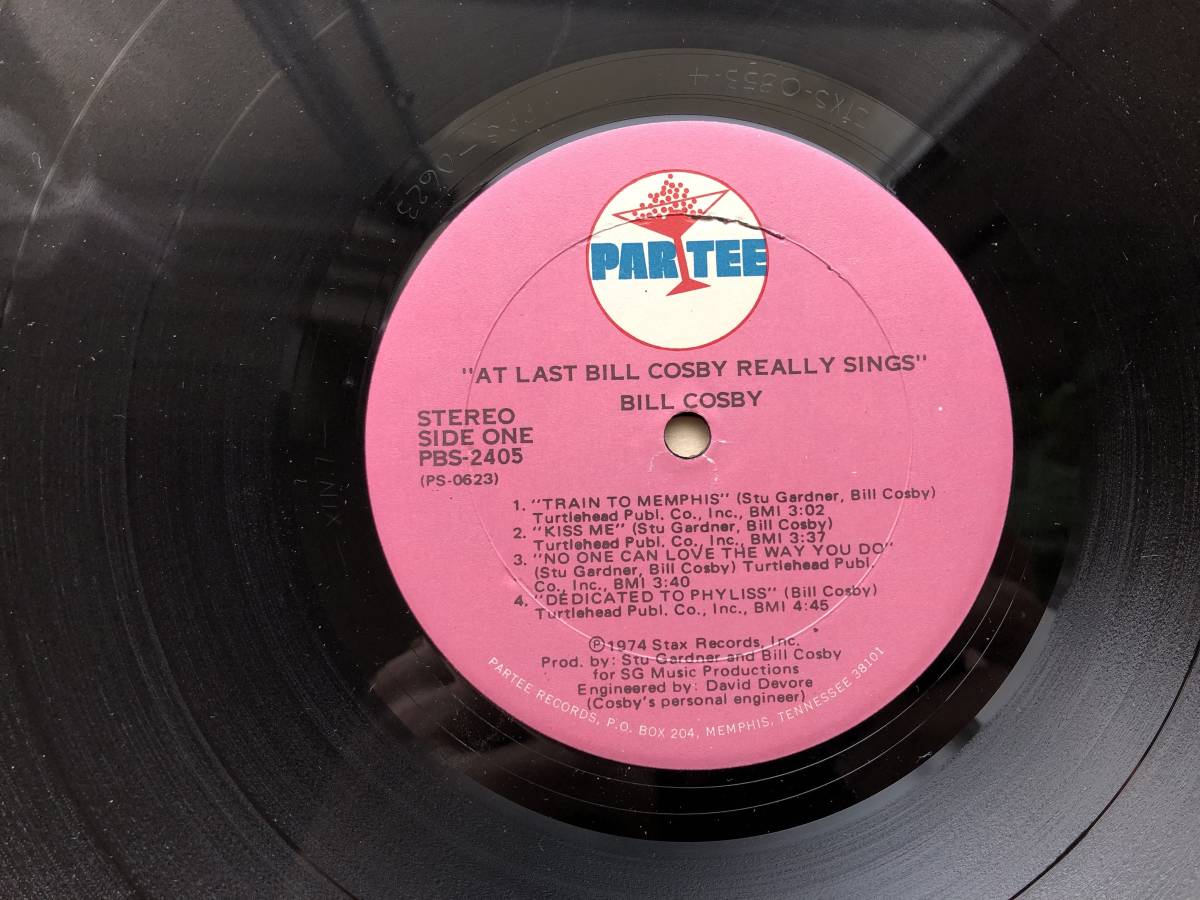 PARTEE
"AT LAST BILL COSBY REALLY SINGS"
BILL COSBY
STEREO
SIDE ONE
PBS-2405
(PS-0623)
1. "TRAIN TO MEMPHIS" (Stu Gardner, Bill Cosby)
Turtlehead Publ. Co., Inc., BMI 3:02
2. "KISS ME" (Stu Gardner, Bill Cosby)
Turtlehead Publ. Co., Inc., BMI 3:37
3. "NO ONE CAN LOVE THE WAY YOU DO"
(Stu Gardner, Bill Cosby) Turtlehead Publ.
Co., Inc., BMI 3:40
4. "DEDICATED TO PHYLISS" (Bill Cosby)
Turtlehead Publ. Co., Inc., BMI 4:45
Ⓟ1974 Stax Records, Inc.
Prod. by: Stu Gardner and Bill Cosby
for SG Music Productions
Engineered by: David Devore
(Cosby's personal engineer)
PARTEE RECORDS, P.O. BOX 204, MEMPHIS, TENNESSEE 38101